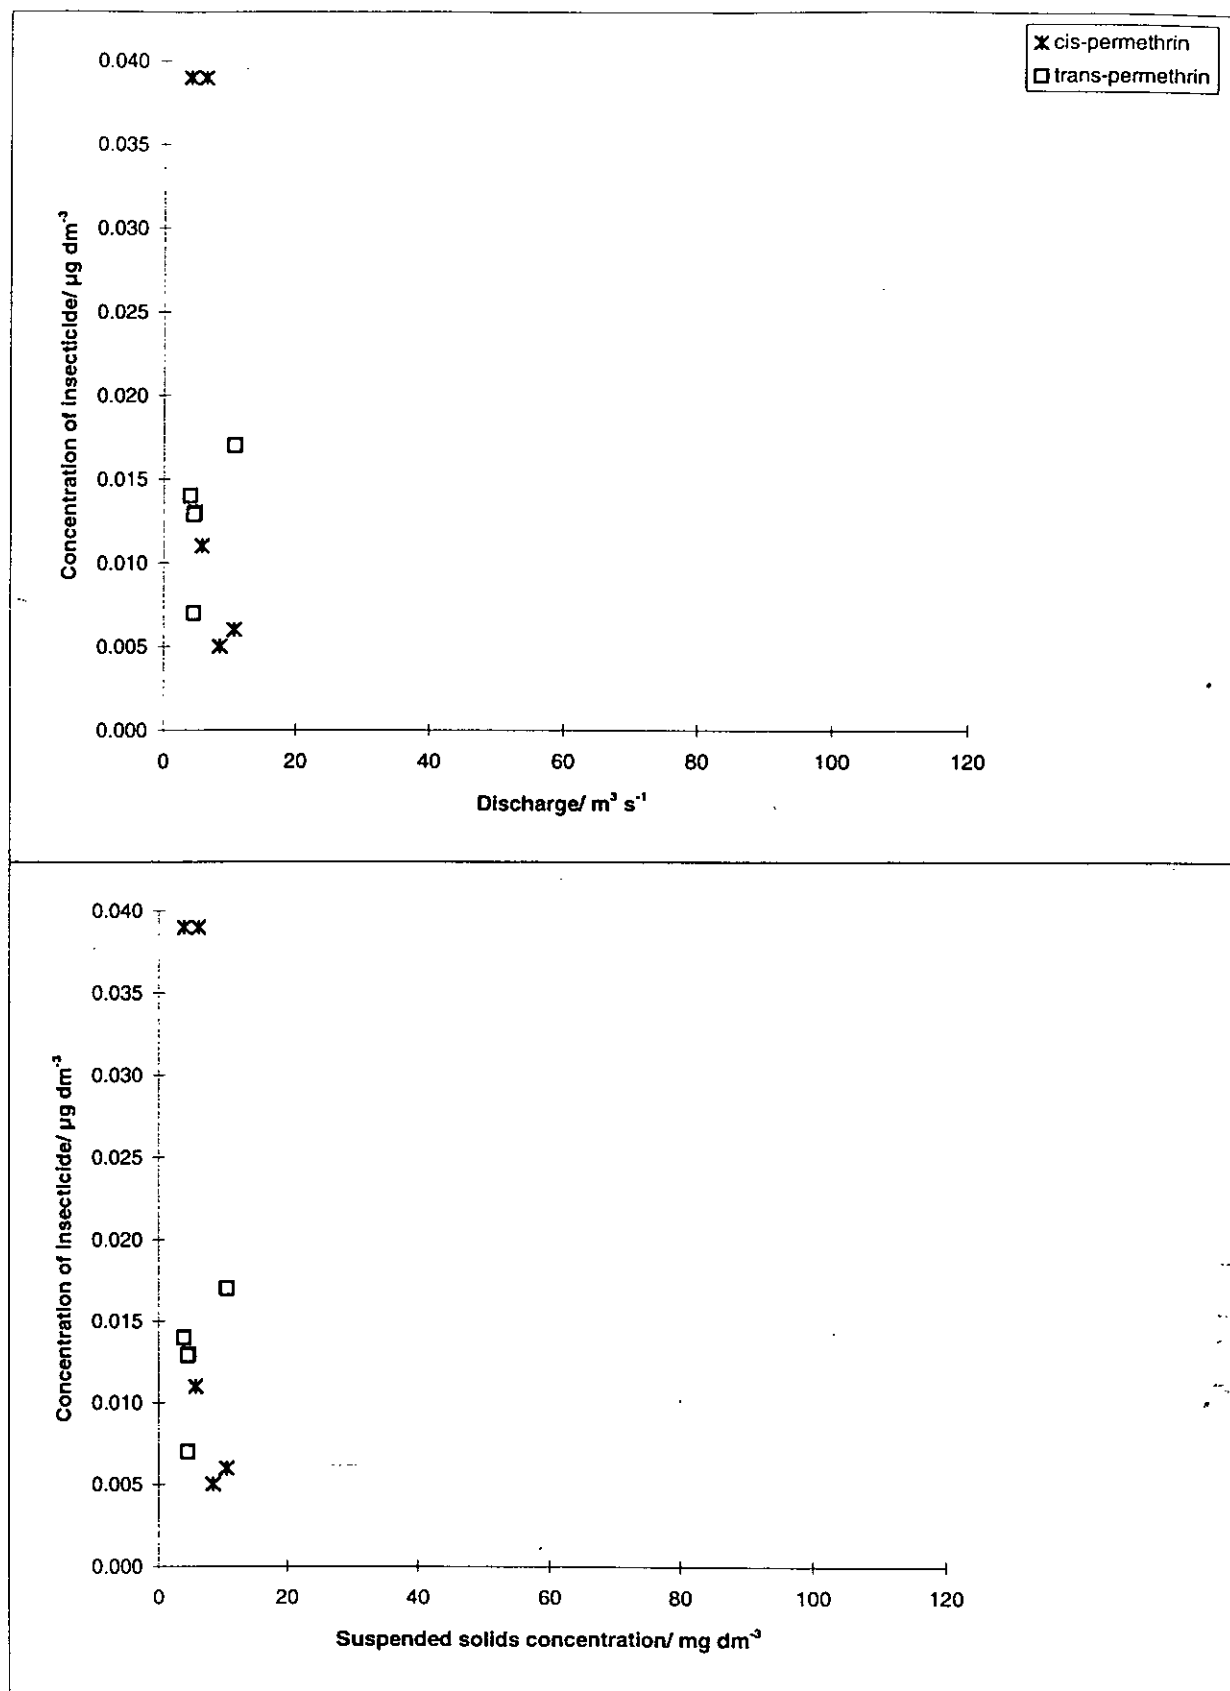 cis-permethrin
trans-permethrin
0.040
0.035
0.030
0.025
0.020
0.015
0.010
0.005
0.000
Concentration of insecticide/ µg dm⁻³
0 20 40 60 80 100 120
Discharge/ m³ s⁻¹
0.040
0.035
0.030
0.025
0.020
0.015
0.010
0.005
0.000
Concentration of insecticide/ µg dm⁻³
0 20 40 60 80 100 120
Suspended solids concentration/ mg dm⁻³